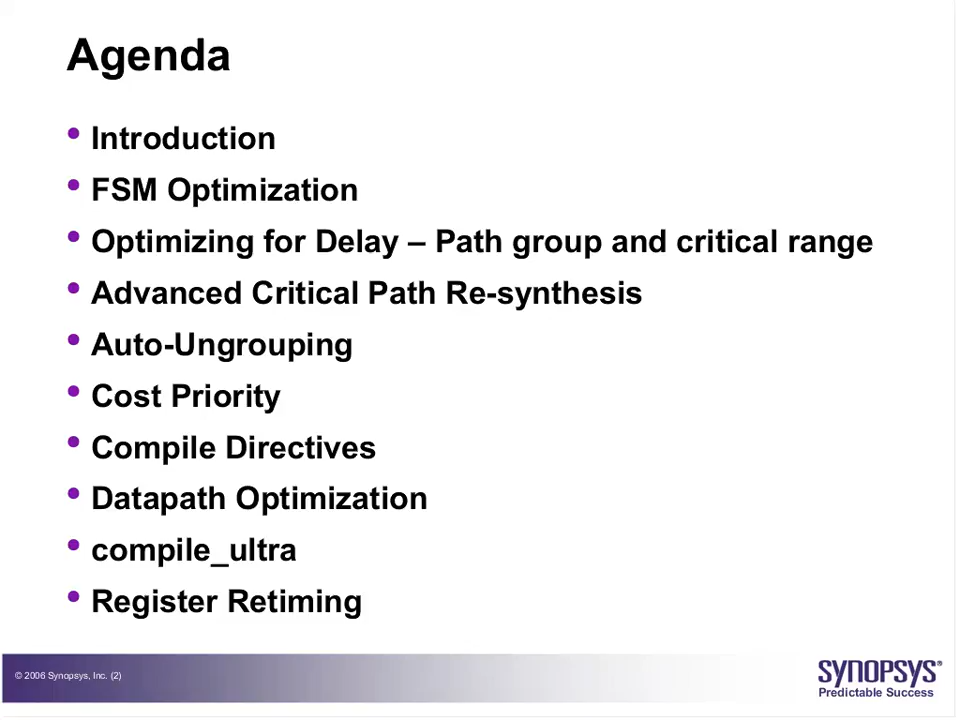 Agenda
• Introduction
• FSM Optimization
• Optimizing for Delay – Path group and critical range
• Advanced Critical Path Re-synthesis
• Auto-Ungrouping
• Cost Priority
• Compile Directives
• Datapath Optimization
• compile_ultra
• Register Retiming
© 2006 Synopsys, Inc. (2)
SYNOPSYS®
Predictable Success